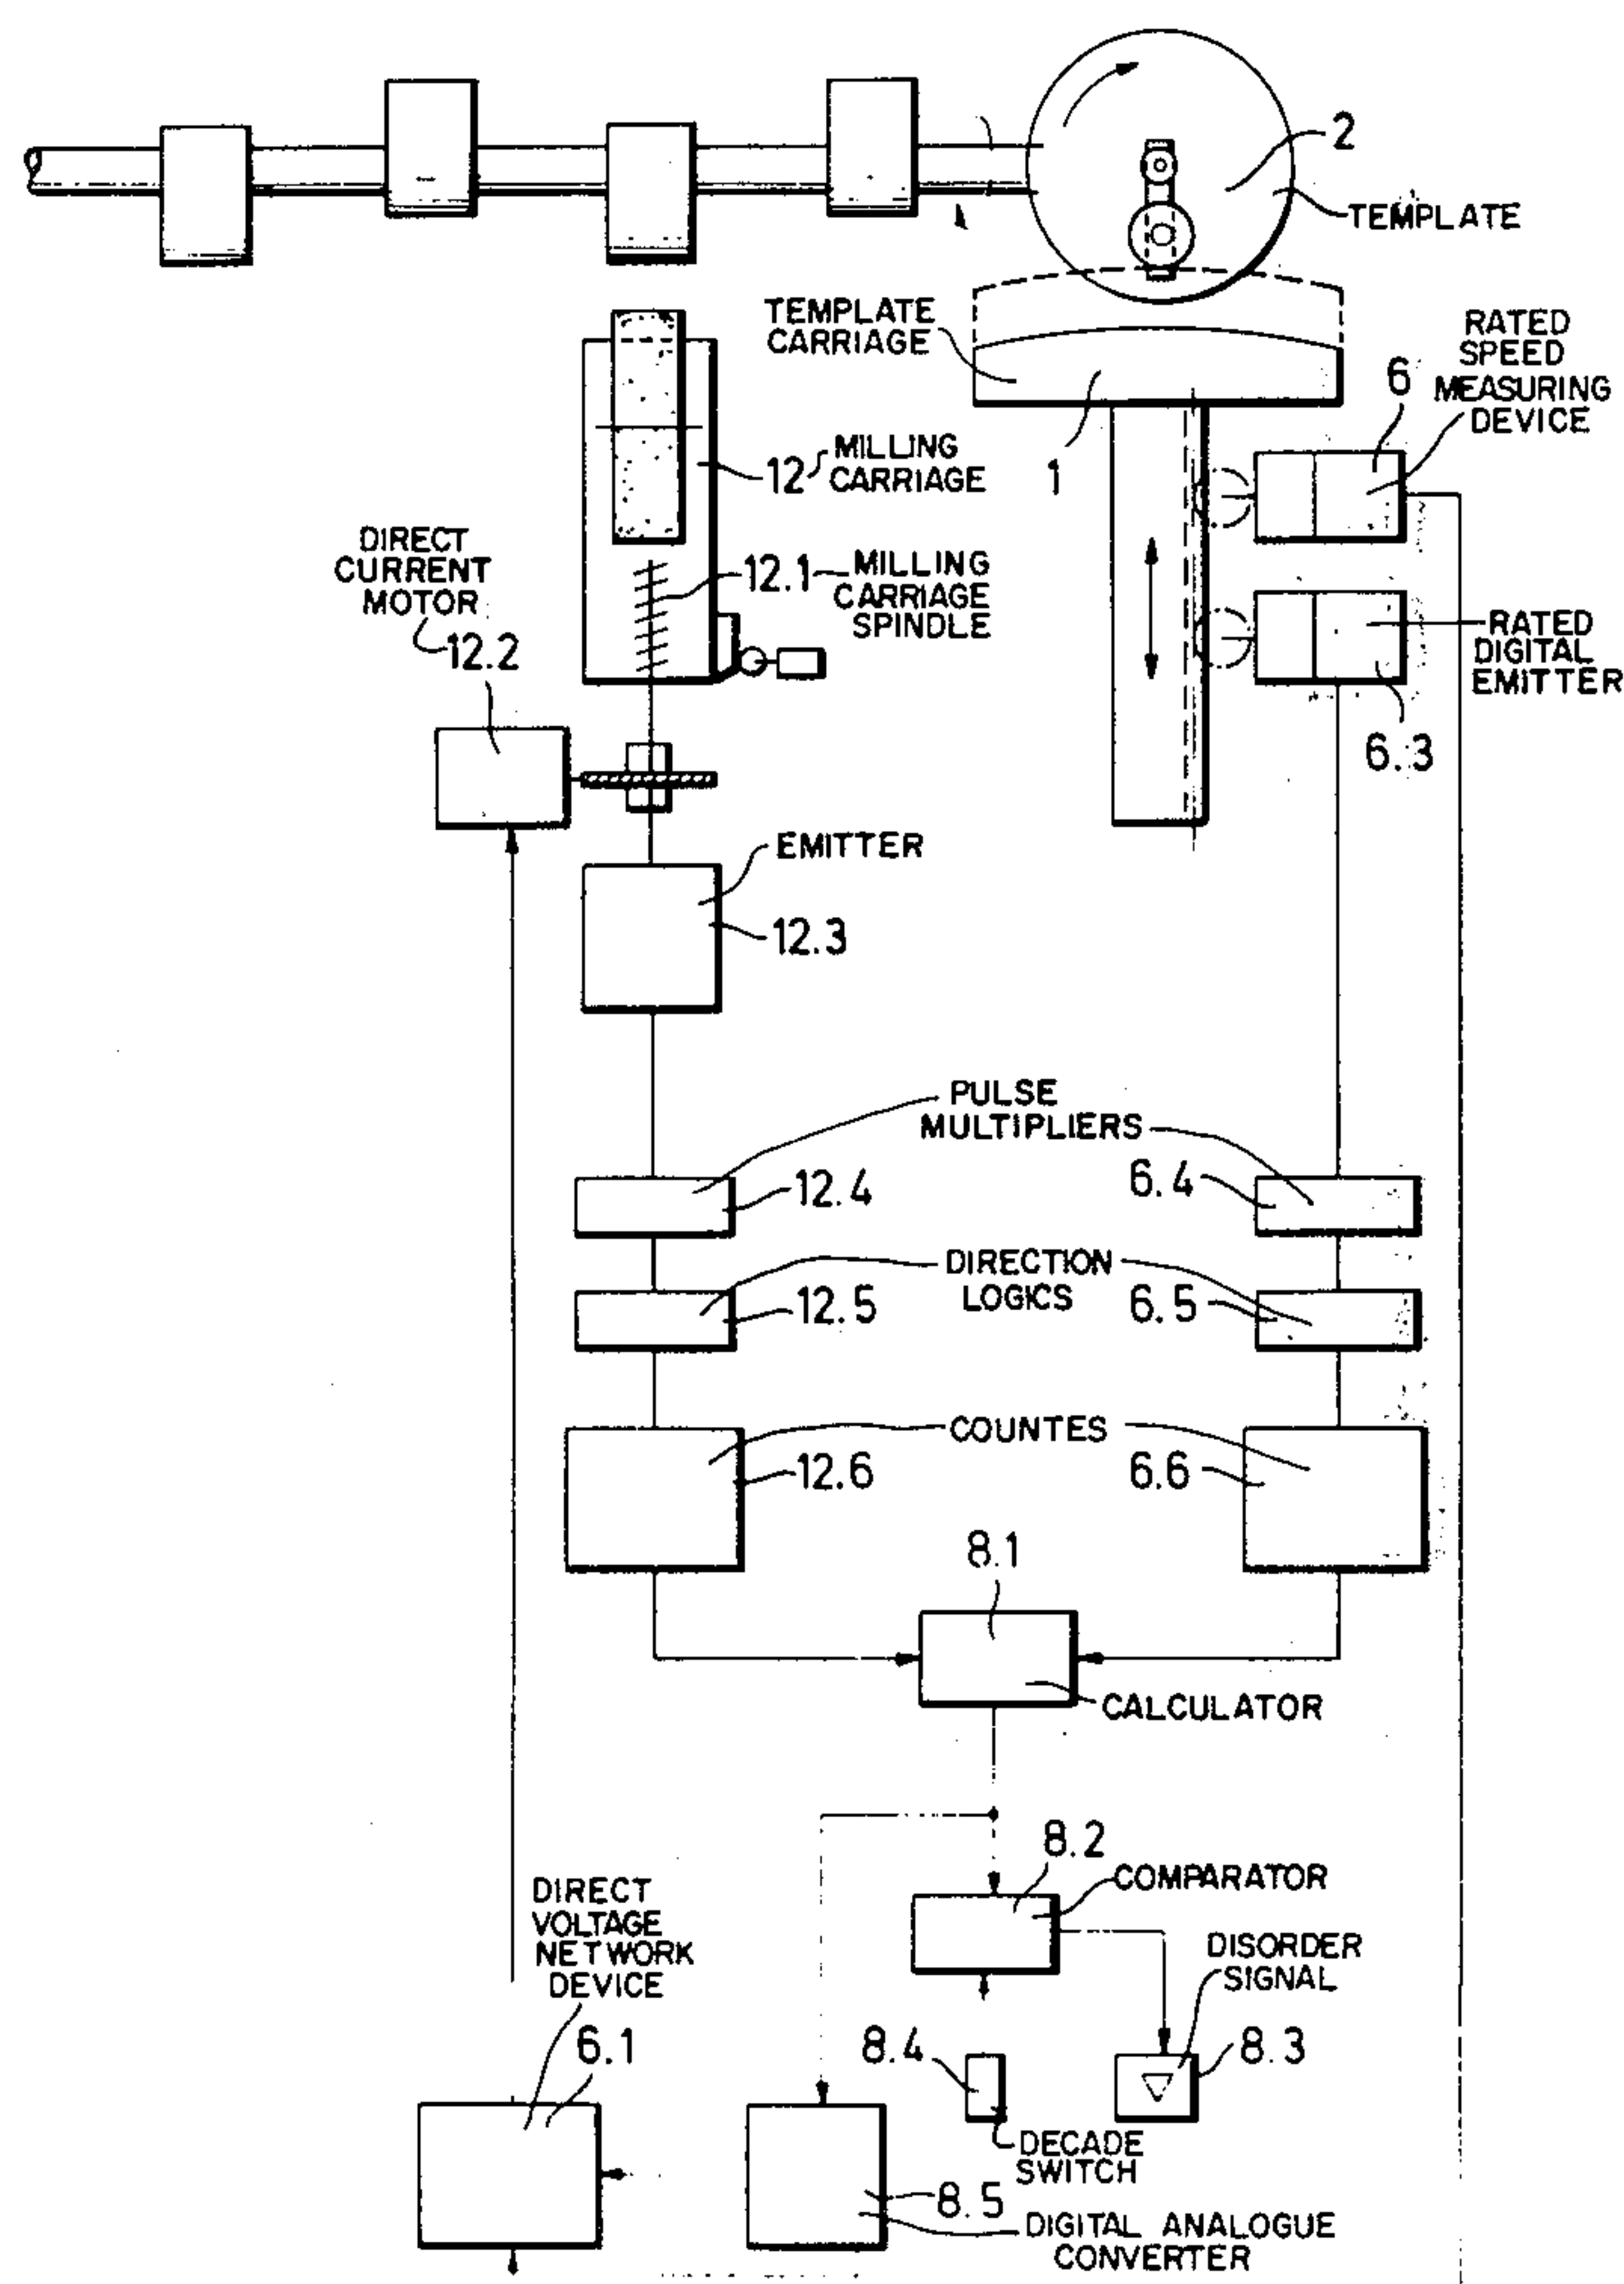 2
TEMPLATE
TEMPLATE
CARRIAGE
1
RATED
SPEED
MEASURING
DEVICE
6
12
MILLING
CARRIAGE
DIRECT
CURRENT
MOTOR
12.2
12.1
MILLING
CARRIAGE
SPINDLE
RATED
DIGITAL
EMITTER
6.3
EMITTER
12.3
PULSE
MULTIPLIERS
12.4
6.4
DIRECTION
LOGICS
12.5
6.5
COUNTES
12.6
6.6
8.1
CALCULATOR
8.2
COMPARATOR
DIRECT
VOLTAGE
NETWORK
DEVICE
6.1
DISORDER
SIGNAL
8.4
8.3
DECADE
SWITCH
8.5
DIGITAL ANALOGUE
CONVERTER